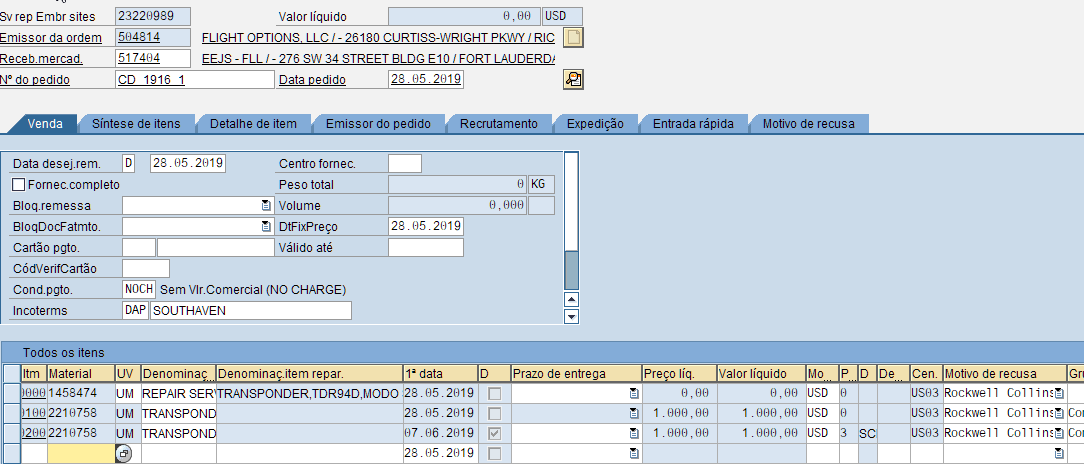 Sv rep Embr sites 23220989 Valor líquido 0,00 USD
Emissor da ordem 504814 FLIGHT OPTIONS, LLC / - 26180 CURTISS-WRIGHT PKWY / RIC
Receb.mercad. 517404 EEJS - FLL / - 276 SW 34 STREET BLDG E10 / FORT LAUDERDA
Nº do pedido CD_1916_1 Data pedido 28.05.2019
Venda Síntese de itens Detalhe de item Emissor do pedido Recrutamento Expedição Entrada rápida Motivo de recusa
Data desej.rem. D 28.05.2019 Centro fornec.
Fornec.completo Peso total 0 KG
Bloq.remessa Volume 0,000
BloqDocFatmto. DtFixPreço 28.05.2019
Cartão pgto. Válido até
CódVerifCartão
Cond.pgto. NOCH Sem Vlr.Comercial (NO CHARGE)
Incoterms DAP SOUTHAVEN
Todos os itens
Itm Material UV Denominaç... Denominaç.item repar. 1ª data D Prazo de entrega Preço líq. Valor líquido Mo... P... D De... Cen. Motivo de recusa Gru
0000 1458474 UM REPAIR SERV TRANSPONDER,TDR94D,MODO 28.05.2019 0,00 0,00 USD 0 US03 Rockwell Collins
0100 2210758 UM TRANSPOND 28.05.2019 1.000,00 1.000,00 USD 0 US03 Rockwell Collins Con
0200 2210758 UM TRANSPOND 07.06.2019 1.000,00 1.000,00 USD 3 SC US03 Rockwell Collins Con
28.05.2019